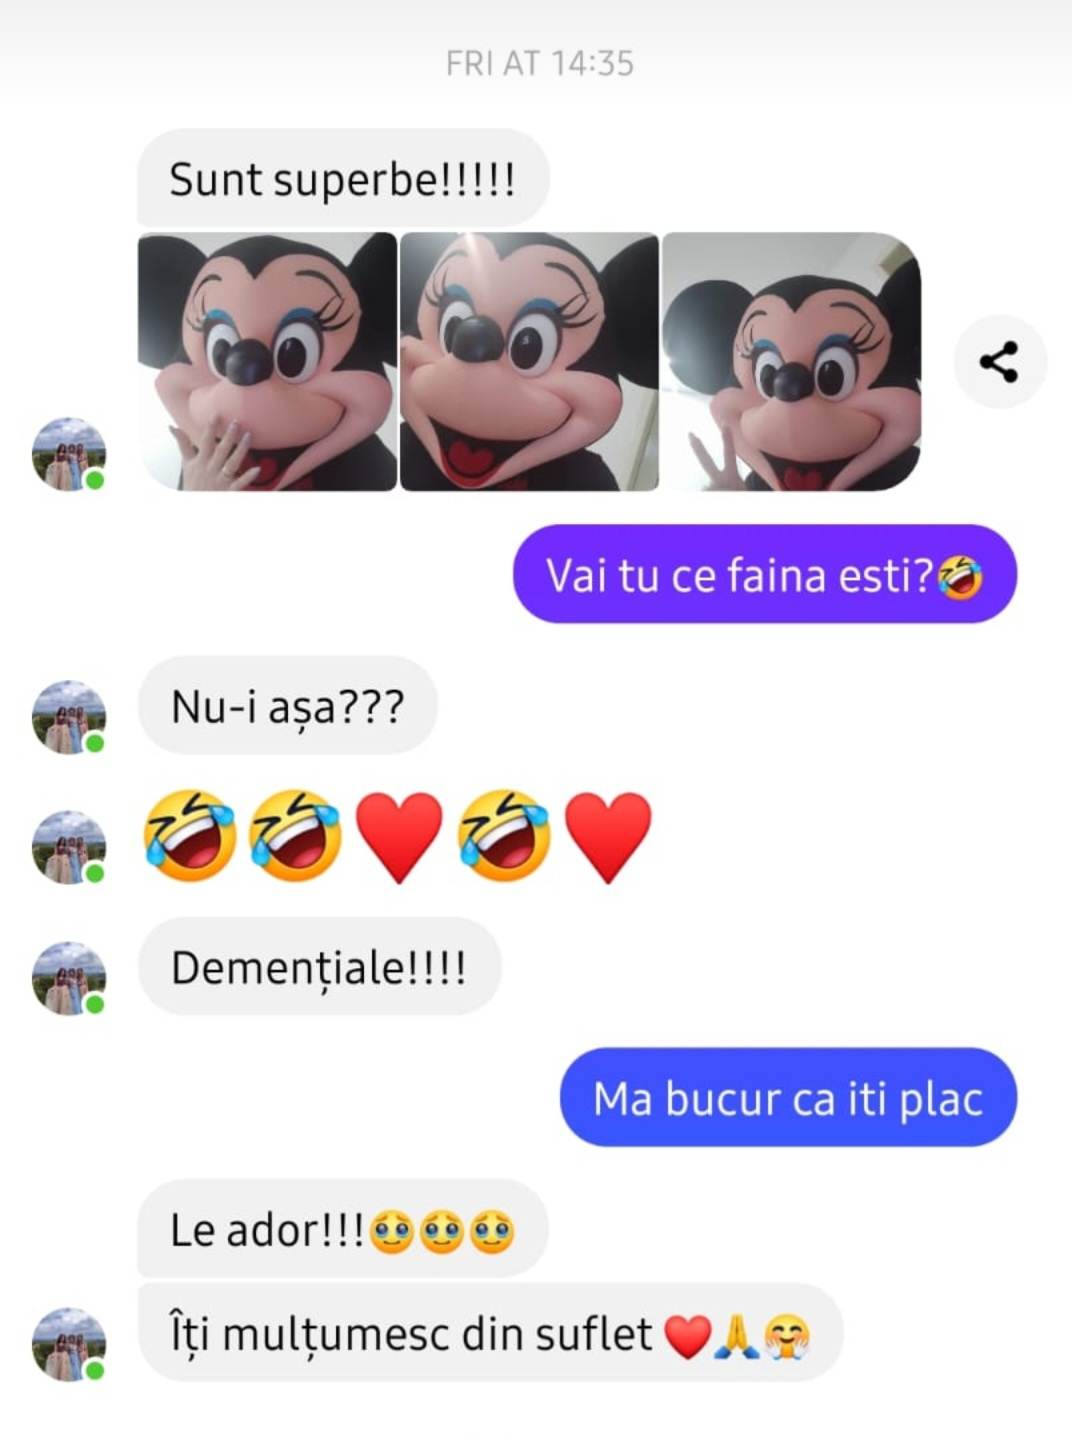 FRI AT 14:35
Sunt superbe!!!!!
Vai tu ce faina esti?🤣
Nu-i așa???
🤣🤣❤️🤣❤️
Demențiale!!!!
Ma bucur ca iti plac
Le ador!!!🥹🥹🥹
Îți mulțumesc din suflet ❤️🙏🤗